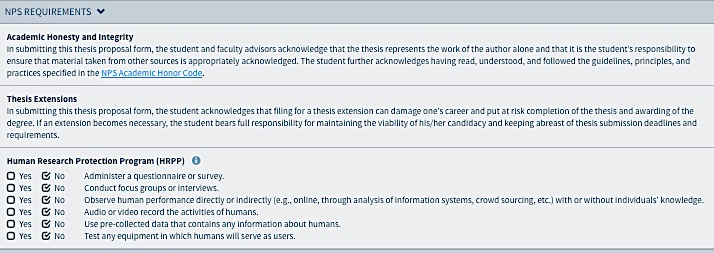 NPS REQUIREMENTS
Academic Honesty and Integrity
In submitting this thesis proposal form, the student and faculty advisors acknowledge that the thesis represents the work of the author alone and that it is the student's responsibility to
ensure that material taken from other sources is appropriately acknowledged. The student further acknowledges having read, understood, and followed the guidelines, principles, and
practices specified in the NPS Academic Honor Code.
Thesis Extensions
In submitting this thesis proposal form, the student acknowledges that filing for a thesis extension can damage one's career and put at risk completion of the thesis and awarding of the
degree. If an extension becomes necessary, the student bears full responsibility for maintaining the viability of his/her candidacy and keeping abreast of thesis submission deadlines and
requirements.
Human Research Protection Program (HRPP) i
Yes No Administer a questionnaire or survey.
Yes No Conduct focus groups or interviews.
Yes No Observe human performance directly or indirectly (e.g., online, through analysis of information systems, crowd sourcing, etc.) with or without individuals' knowledge.
Yes No Audio or video record the activities of humans.
Yes No Use pre-collected data that contains any information about humans.
Yes No Test any equipment in which humans will serve as users.